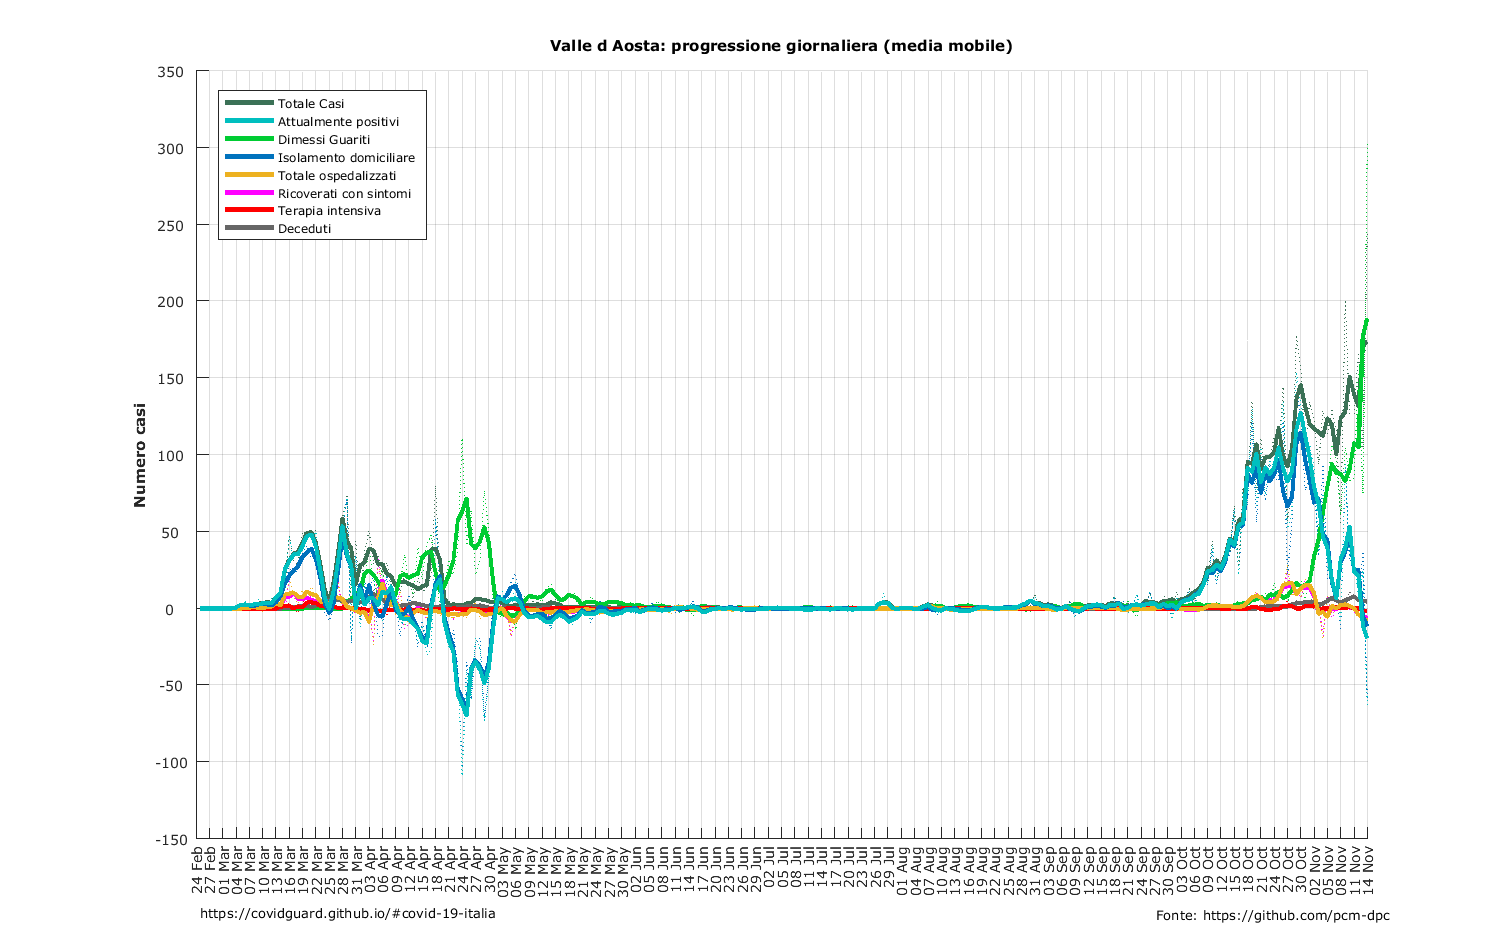 Valle d Aosta: progressione giornaliera (media mobile)
350
300
250
200
150
100
50
0
-50
-100
-150
Numero casi
Totale Casi
Attualmente positivi
Dimessi Guariti
Isolamento domiciliare
Totale ospedalizzati
Ricoverati con sintomi
Terapia intensiva
Deceduti
24 Feb
27 Feb
01 Mar
04 Mar
07 Mar
10 Mar
13 Mar
16 Mar
19 Mar
22 Mar
25 Mar
28 Mar
31 Mar
03 Apr
06 Apr
09 Apr
12 Apr
15 Apr
18 Apr
21 Apr
24 Apr
27 Apr
30 Apr
03 May
06 May
09 May
12 May
15 May
18 May
21 May
24 May
27 May
30 May
02 Jun
05 Jun
08 Jun
11 Jun
14 Jun
17 Jun
20 Jun
23 Jun
26 Jun
29 Jun
02 Jul
05 Jul
08 Jul
11 Jul
14 Jul
17 Jul
20 Jul
23 Jul
26 Jul
29 Jul
01 Aug
04 Aug
07 Aug
10 Aug
13 Aug
16 Aug
19 Aug
22 Aug
25 Aug
28 Aug
31 Aug
03 Sep
06 Sep
09 Sep
12 Sep
15 Sep
18 Sep
21 Sep
24 Sep
27 Sep
30 Sep
03 Oct
06 Oct
09 Oct
12 Oct
15 Oct
18 Oct
21 Oct
24 Oct
27 Oct
30 Oct
02 Nov
05 Nov
08 Nov
11 Nov
14 Nov
https://covidguard.github.io/#covid-19-italia
Fonte: https://github.com/pcm-dpc